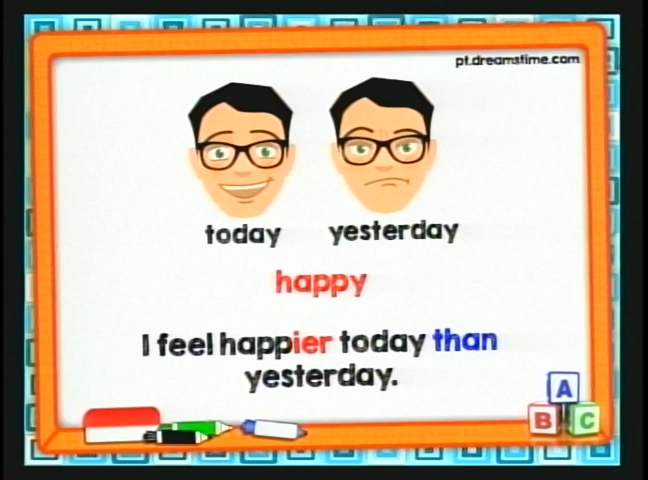 pt.dreamstime.com
today yesterday
happy
I feel happier today than
yesterday.
A
B C